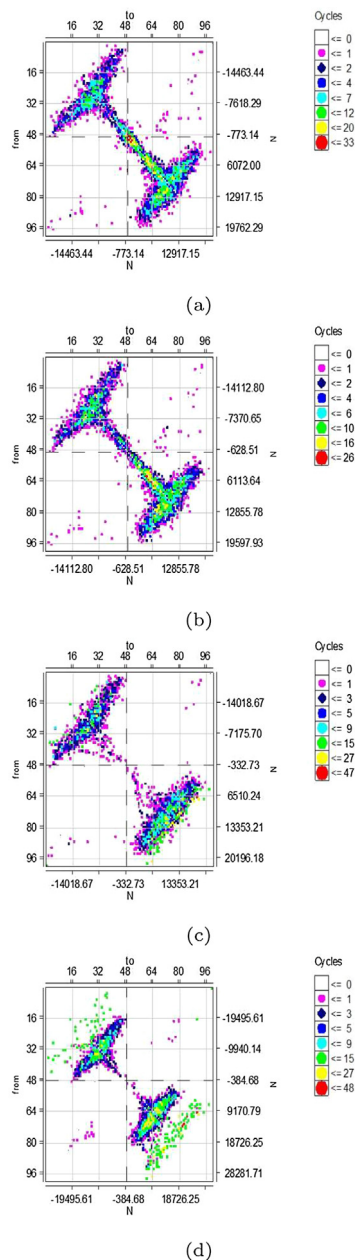 to
16 32 48 64 80 96
from
16
32
48
64
80
96
-14463.44
-7618.29
-773.14
6072.00
12917.15
19762.29
N
-14463.44 -773.14 12917.15
N
Cycles
<= 0
<= 1
<= 2
<= 4
<= 7
<= 12
<= 20
<= 33
(a)
to
16 32 48 64 80 96
from
16
32
48
64
80
96
-14112.80
-7370.65
-628.51
6113.64
12855.78
19597.93
N
-14112.80 -628.51 12855.78
N
Cycles
<= 0
<= 1
<= 2
<= 4
<= 6
<= 10
<= 16
<= 26
(b)
to
16 32 48 64 80 96
from
16
32
48
64
80
96
-14018.67
-7175.70
-332.73
6510.24
13353.21
20196.18
N
-14018.67 -332.73 13353.21
N
Cycles
<= 0
<= 1
<= 3
<= 5
<= 9
<= 15
<= 27
<= 47
(c)
to
16 32 48 64 80 96
from
16
32
48
64
80
96
-19495.61
-9940.14
-384.68
9170.79
18726.25
28281.71
N
-19495.61 -384.68 18726.25
N
Cycles
<= 0
<= 1
<= 3
<= 5
<= 9
<= 15
<= 27
<= 48
(d)